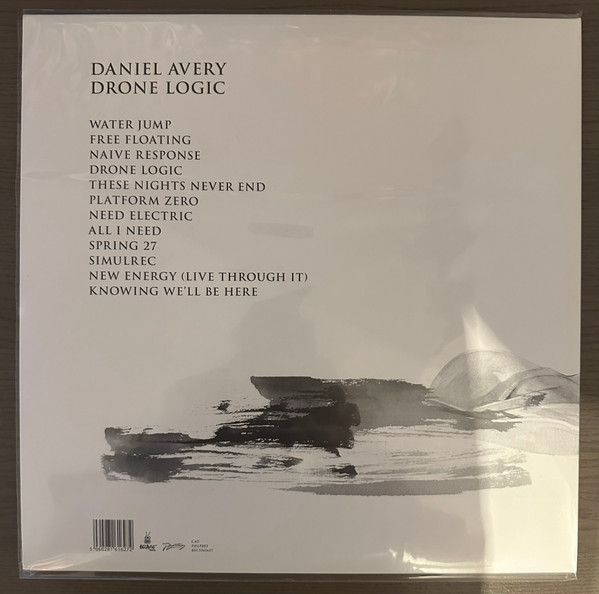 DANIEL AVERY
DRONE LOGIC
WATER JUMP
FREE FLOATING
NAIVE RESPONSE
DRONE LOGIC
THESE NIGHTS NEVER END
PLATFORM ZERO
NEED ELECTRIC
ALL I NEED
SPRING 27
SIMULREC
NEW ENERGY (LIVE THROUGH IT)
KNOWING WE'LL BE HERE